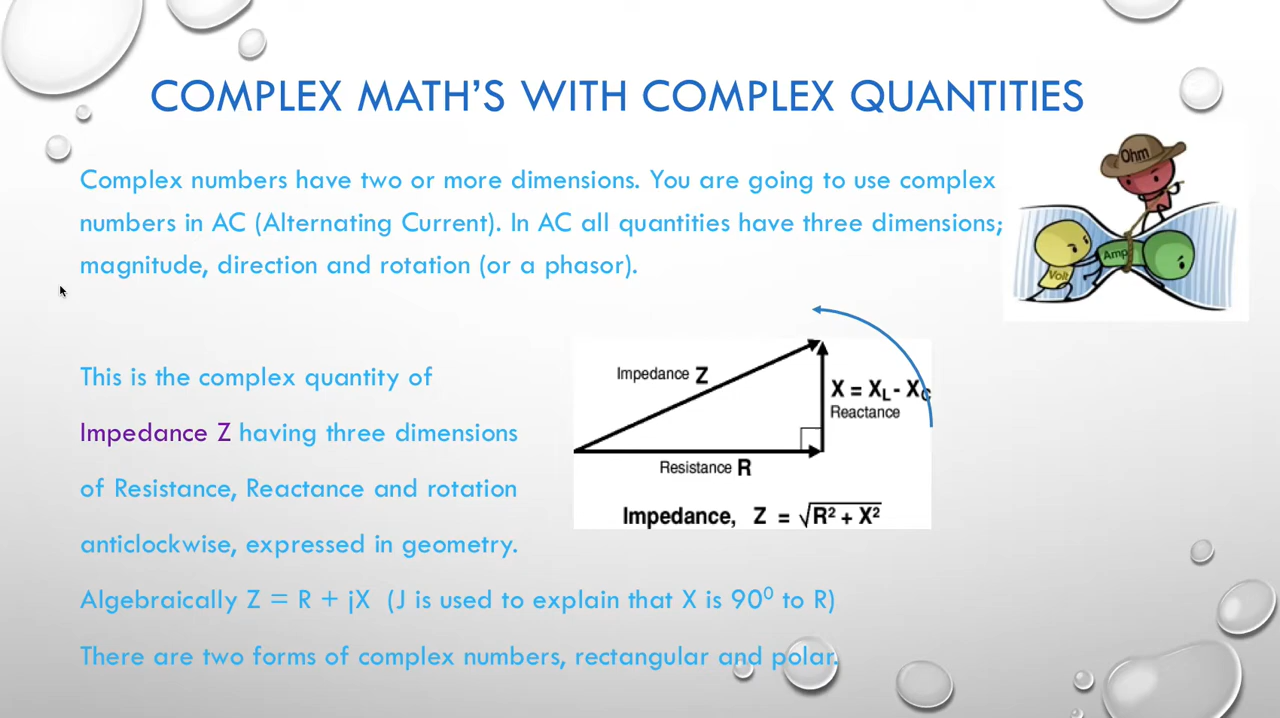 COMPLEX MATH'S WITH COMPLEX QUANTITIES
Complex numbers have two or more dimensions. You are going to use complex
numbers in AC (Alternating Current). In AC all quantities have three dimensions;
magnitude, direction and rotation (or a phasor).
Ohm
Volt
Amp
This is the complex quantity of
Impedance Z having three dimensions
of Resistance, Reactance and rotation
anticlockwise, expressed in geometry.
Algebraically Z = R + jX (J is used to explain that X is 90⁰ to R)
There are two forms of complex numbers, rectangular and polar.
Impedance Z
X = X_L - X_C
Reactance
Resistance R
Impedance, Z = √R² + X²